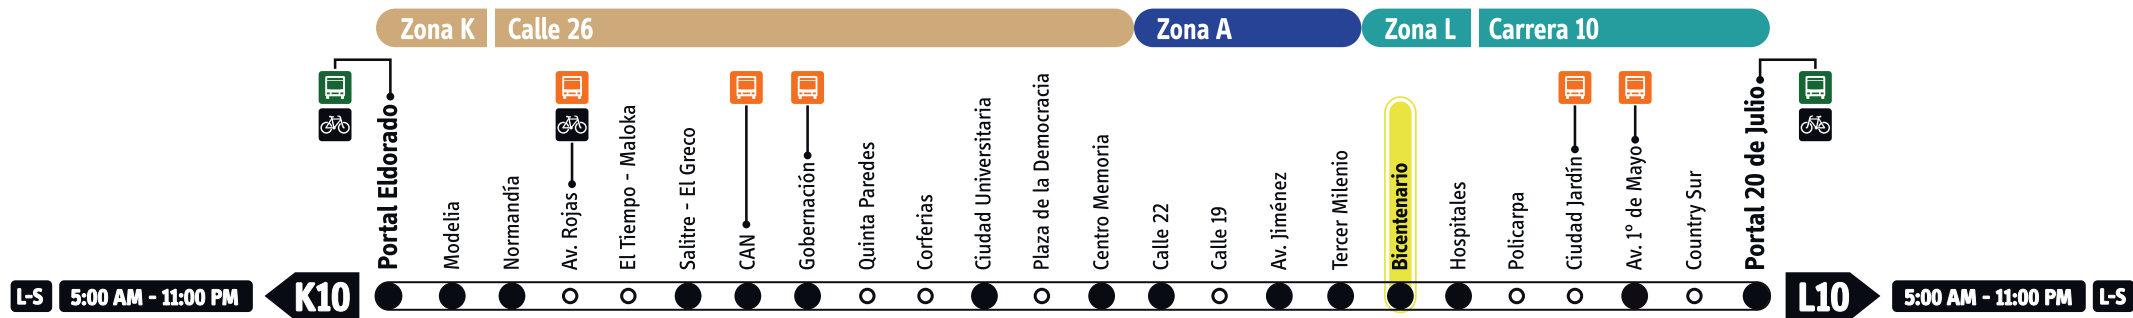 Zona K
Calle 26
Zona A
Zona L
Carrera 10
Portal Eldorado
Modelia
Normandía
Av. Rojas
El Tiempo - Maloka
Salitre - El Greco
CAN
Gobernación
Quinta Paredes
Corferias
Ciudad Universitaria
Plaza de la Democracia
Centro Memoria
Calle 22
Calle 19
Av. Jiménez
Tercer Milenio
Bicentenario
Hospitales
Policarpa
Ciudad Jardín
Av. 1º de Mayo
Country Sur
Portal 20 de Julio
L-S
5:00 AM - 11:00 PM
K10
L10
5:00 AM - 11:00 PM
L-S